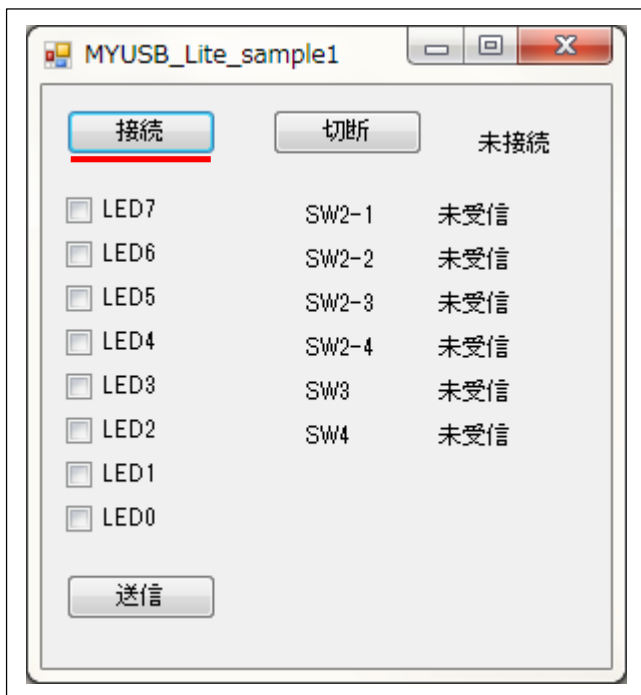 MYUSB_Lite_sample1
接続 切断 未接続
LED7 SW2-1 未受信
LED6 SW2-2 未受信
LED5 SW2-3 未受信
LED4 SW2-4 未受信
LED3 SW3 未受信
LED2 SW4 未受信
LED1
LED0
送信